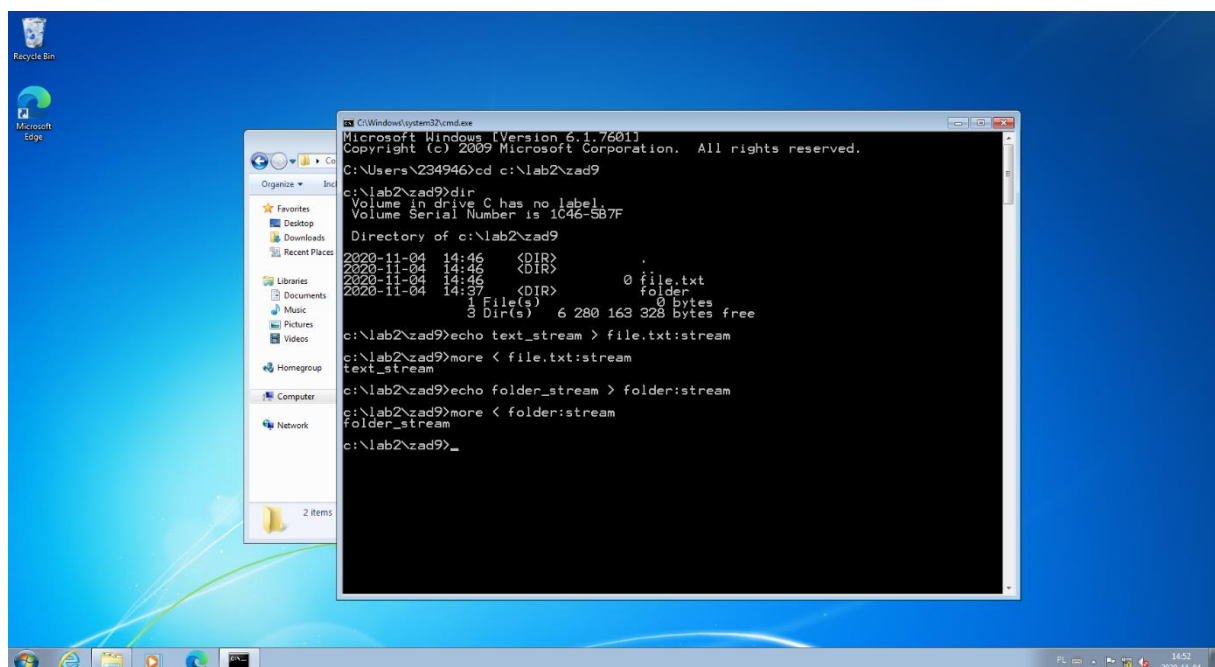 Recycle Bin
Microsoft
Edge
C:\Windows\system32\cmd.exe
Microsoft Windows [Version 6.1.7601]
Copyright (c) 2009 Microsoft Corporation.  All rights reserved.
C:\Users\234946>cd c:\lab2\zad9
c:\lab2\zad9>dir
 Volume in drive C has no label.
 Volume Serial Number is 1C46-5B7F
 Directory of c:\lab2\zad9
2020-11-04  14:46    <DIR>          .
2020-11-04  14:46    <DIR>          ..
2020-11-04  14:46                 0 file.txt
2020-11-04  14:37    <DIR>          folder
               1 File(s)              0 bytes
               3 Dir(s)   6 280 163 328 bytes free
c:\lab2\zad9>echo text_stream > file.txt:stream
c:\lab2\zad9>more < file.txt:stream
text_stream
c:\lab2\zad9>echo folder_stream > folder:stream
c:\lab2\zad9>more < folder:stream
folder_stream
c:\lab2\zad9>_
Co
Organize
Incl
Favorites
Desktop
Downloads
Recent Places
Libraries
Documents
Music
Pictures
Videos
Homegroup
Computer
Network
2 items
PL
14:52
2020-11-04